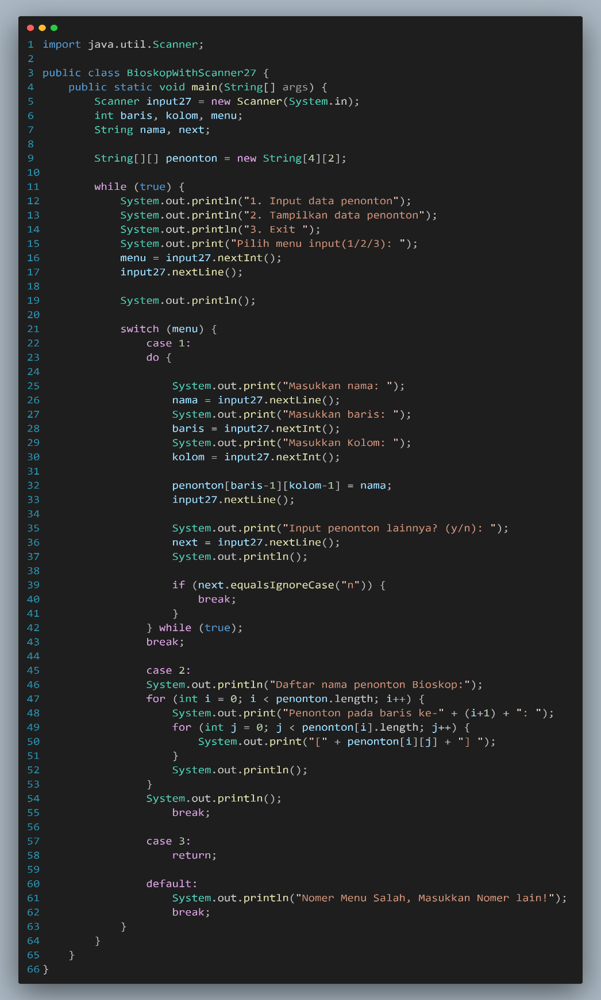 1 import java.util.Scanner;
2
3 public class BioskopWithScanner27 {
4     public static void main(String[] args) {
5         Scanner input27 = new Scanner(System.in);
6         int baris, kolom, menu;
7         String nama, next;
8
9         String[][] penonton = new String[4][2];
10
11         while (true) {
12             System.out.println("1. Input data penonton");
13             System.out.println("2. Tampilkan data penonton");
14             System.out.println("3. Exit ");
15             System.out.print("Pilih menu input(1/2/3): ");
16             menu = input27.nextInt();
17             input27.nextLine();
18
19             System.out.println();
20
21             switch (menu) {
22                 case 1:
23                 do {
24
25                     System.out.print("Masukkan nama: ");
26                     nama = input27.nextLine();
27                     System.out.print("Masukkan baris: ");
28                     baris = input27.nextInt();
29                     System.out.print("Masukkan Kolom: ");
30                     kolom = input27.nextInt();
31
32                     penonton[baris-1][kolom-1] = nama;
33                     input27.nextLine();
34
35                     System.out.print("Input penonton lainnya? (y/n): ");
36                     next = input27.nextLine();
37                     System.out.println();
38
39                     if (next.equalsIgnoreCase("n")) {
40                         break;
41                     }
42                 } while (true);
43                 break;
44
45                 case 2:
46                 System.out.println("Daftar nama penonton Bioskop:");
47                 for (int i = 0; i < penonton.length; i++) {
48                     System.out.print("Penonton pada baris ke-" + (i+1) + ": ");
49                     for (int j = 0; j < penonton[i].length; j++) {
50                         System.out.print("[" + penonton[i][j] + "] ");
51                     }
52                     System.out.println();
53                 }
54                 System.out.println();
55                     break;
56
57                 case 3:
58                     return;
59
60                 default:
61                     System.out.println("Nomer Menu Salah, Masukkan Nomer lain!");
62                     break;
63             }
64         }
65     }
66 }